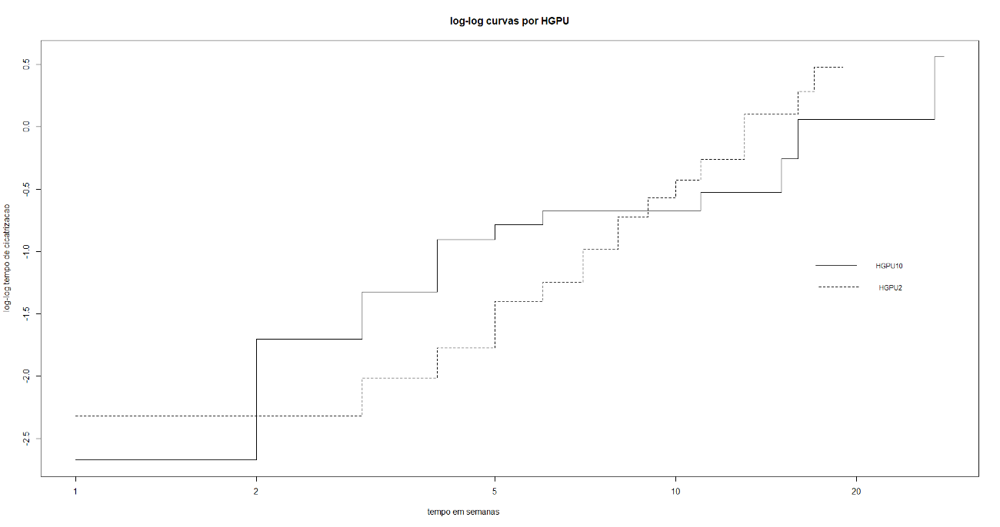 log-log curvas por HGPU
log-log tempo de cicatrizacao
0.5
0.0
-0.5
-1.0
-1.5
-2.0
-2.5
HGPU10
HGPU2
1 2 5 10 20
tempo em semanas